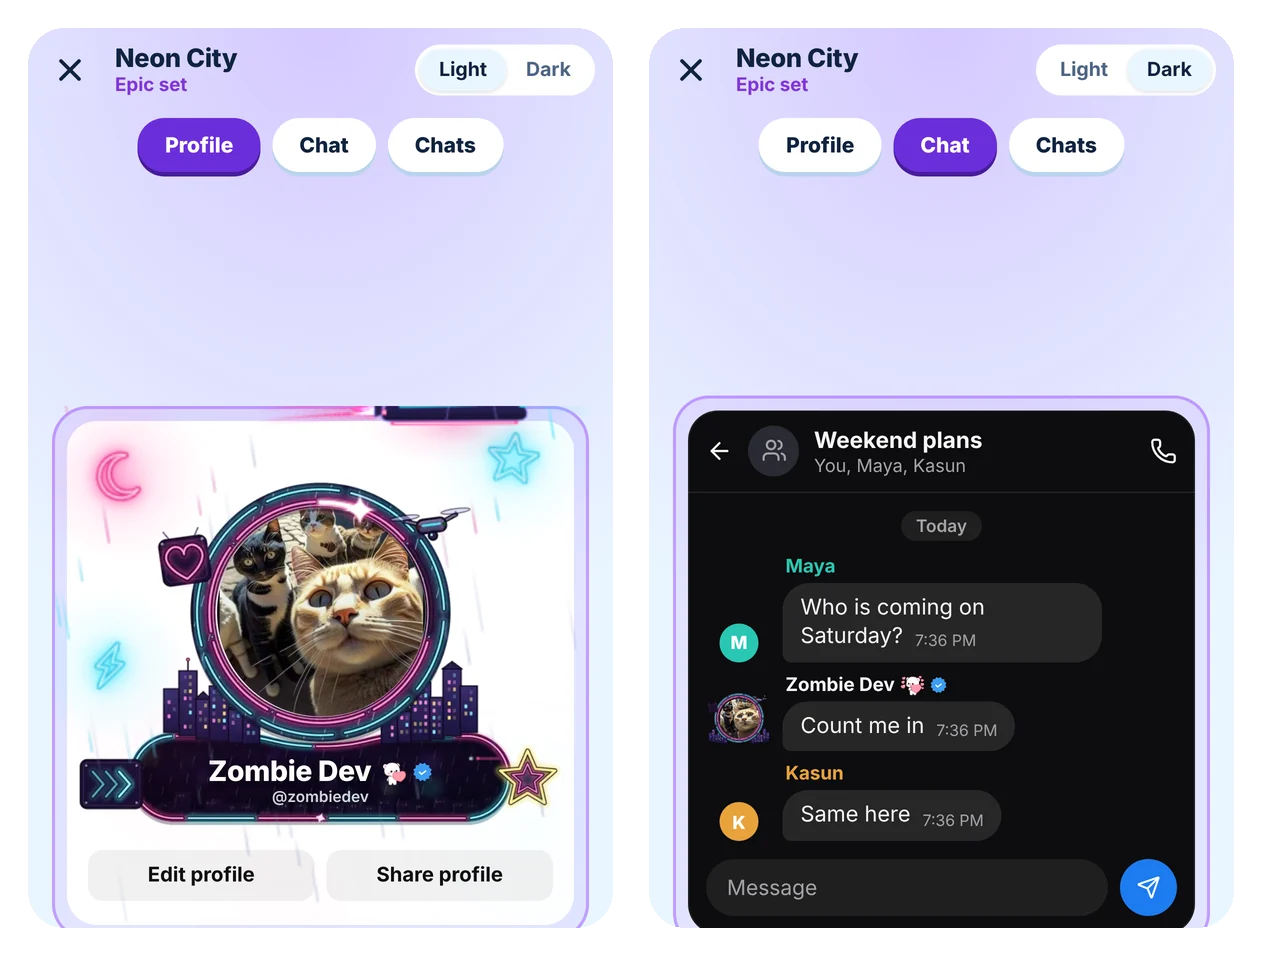 Neon City
Epic set
Light
Dark
Profile
Chat
Chats
Zombie Dev
@zombiedev
Edit profile
Share profile
Neon City
Epic set
Light
Dark
Profile
Chat
Chats
Weekend plans
You, Maya, Kasun
Today
Maya
Who is coming on
Saturday? 7:36 PM
M
Zombie Dev
Count me in 7:36 PM
Kasun
Same here 7:36 PM
K
Message